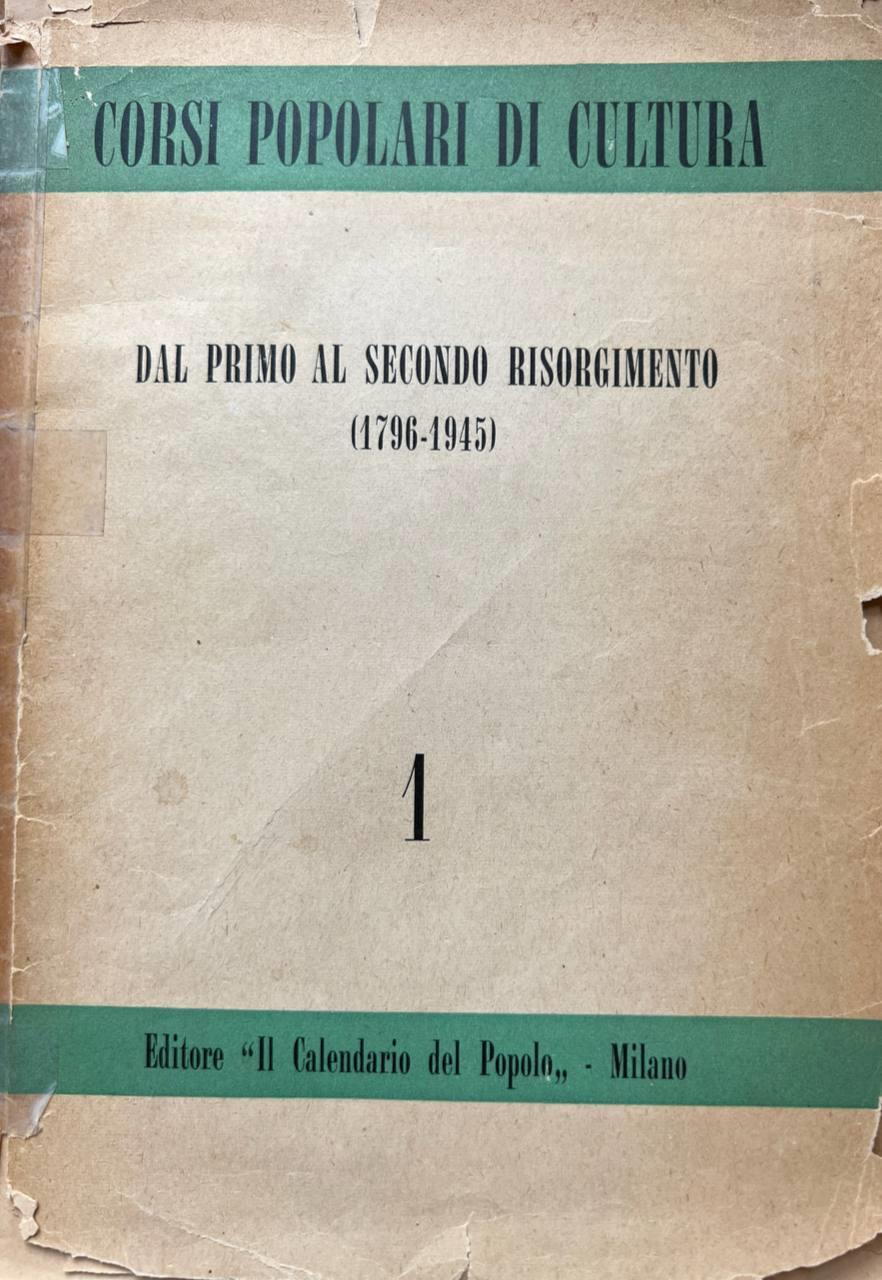 CORSI POPOLARI DI CULTURA
DAL PRIMO AL SECONDO RISORGIMENTO
(1796-1945)
1
Editore “Il Calendario del Popolo„ - Milano